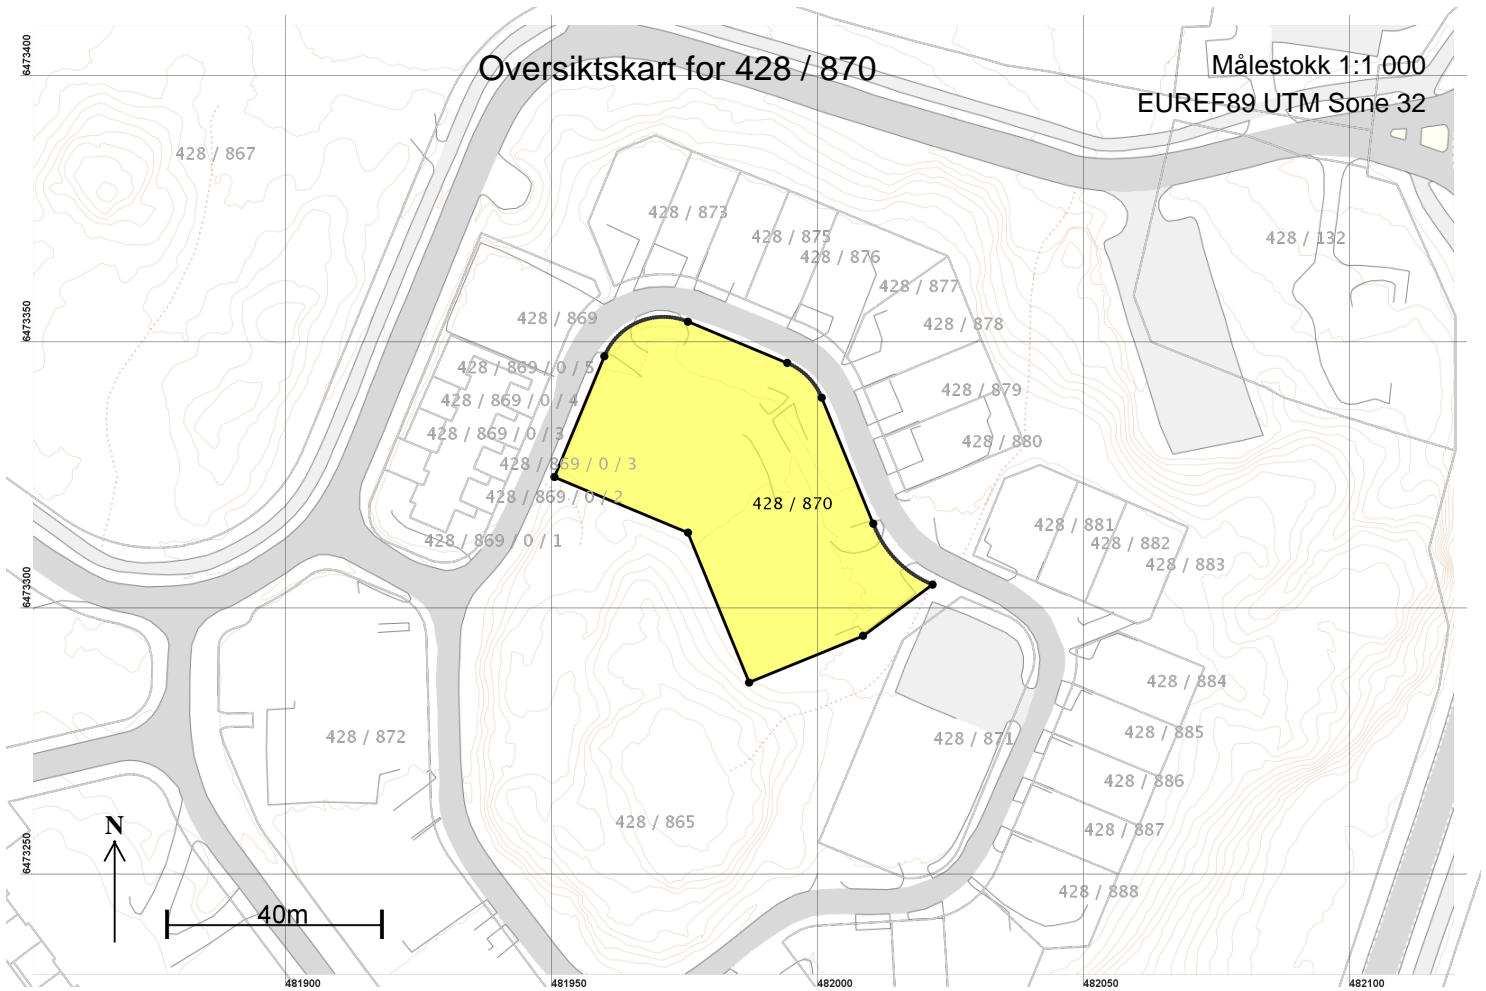 Oversiktskart for 428 / 870
Målestokk 1:1 000
EUREF89 UTM Sone 32
6473400
428 / 867
428 / 873
428 / 875
428 / 876
428 / 132
428 / 877
428 / 869
428 / 878
6473350
428 / 869 / 0 / 5
428 / 879
428 / 869 / 0 / 4
428 / 869 / 0 / 3
428 / 880
428 / 869 / 0 / 3
428 / 869 / 0 / 2
428 / 870
428 / 881
428 / 869 / 0 / 1
428 / 882
428 / 883
6473300
428 / 884
428 / 872
428 / 871
428 / 885
428 / 886
428 / 865
N
428 / 887
6473250
428 / 888
40m
481900
481950
482000
482050
482100